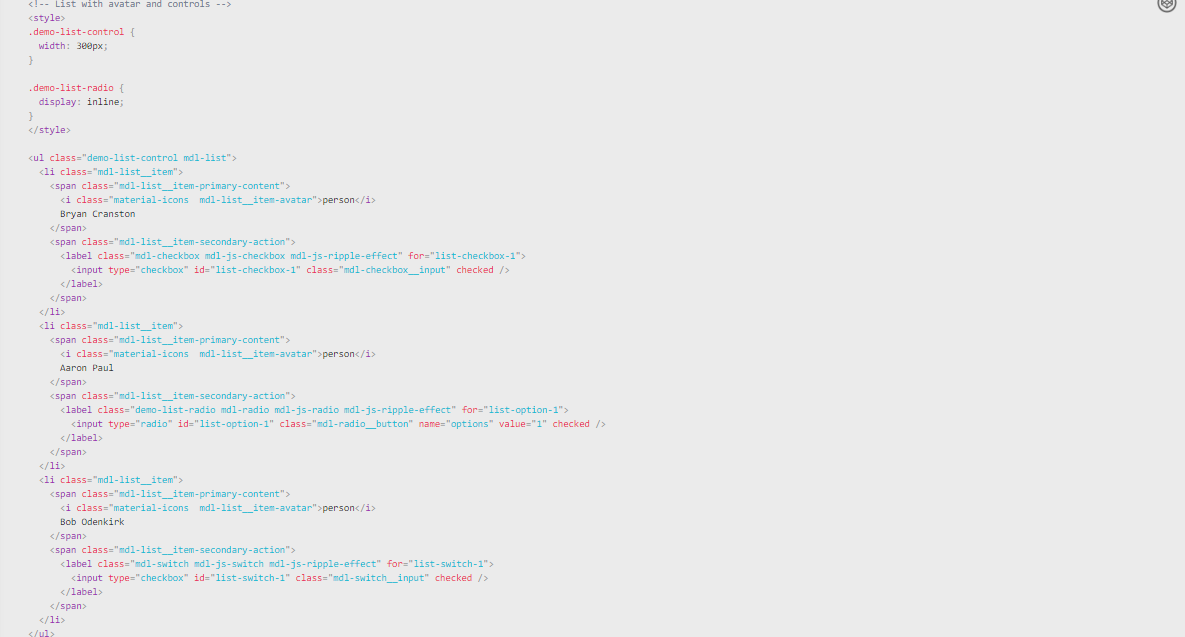 <!-- List with avatar and controls -->
<style>
.demo-list-control {
  width: 300px;
}

.demo-list-radio {
  display: inline;
}
</style>

<ul class="demo-list-control mdl-list">
  <li class="mdl-list__item">
    <span class="mdl-list__item-primary-content">
      <i class="material-icons  mdl-list__item-avatar">person</i>
      Bryan Cranston
    </span>
    <span class="mdl-list__item-secondary-action">
      <label class="mdl-checkbox mdl-js-checkbox mdl-js-ripple-effect" for="list-checkbox-1">
        <input type="checkbox" id="list-checkbox-1" class="mdl-checkbox__input" checked />
      </label>
    </span>
  </li>
  <li class="mdl-list__item">
    <span class="mdl-list__item-primary-content">
      <i class="material-icons  mdl-list__item-avatar">person</i>
      Aaron Paul
    </span>
    <span class="mdl-list__item-secondary-action">
      <label class="demo-list-radio mdl-radio mdl-js-radio mdl-js-ripple-effect" for="list-option-1">
        <input type="radio" id="list-option-1" class="mdl-radio__button" name="options" value="1" checked />
      </label>
    </span>
  </li>
  <li class="mdl-list__item">
    <span class="mdl-list__item-primary-content">
      <i class="material-icons  mdl-list__item-avatar">person</i>
      Bob Odenkirk
    </span>
    <span class="mdl-list__item-secondary-action">
      <label class="mdl-switch mdl-js-switch mdl-js-ripple-effect" for="list-switch-1">
        <input type="checkbox" id="list-switch-1" class="mdl-switch__input" checked />
      </label>
    </span>
  </li>
</ul>